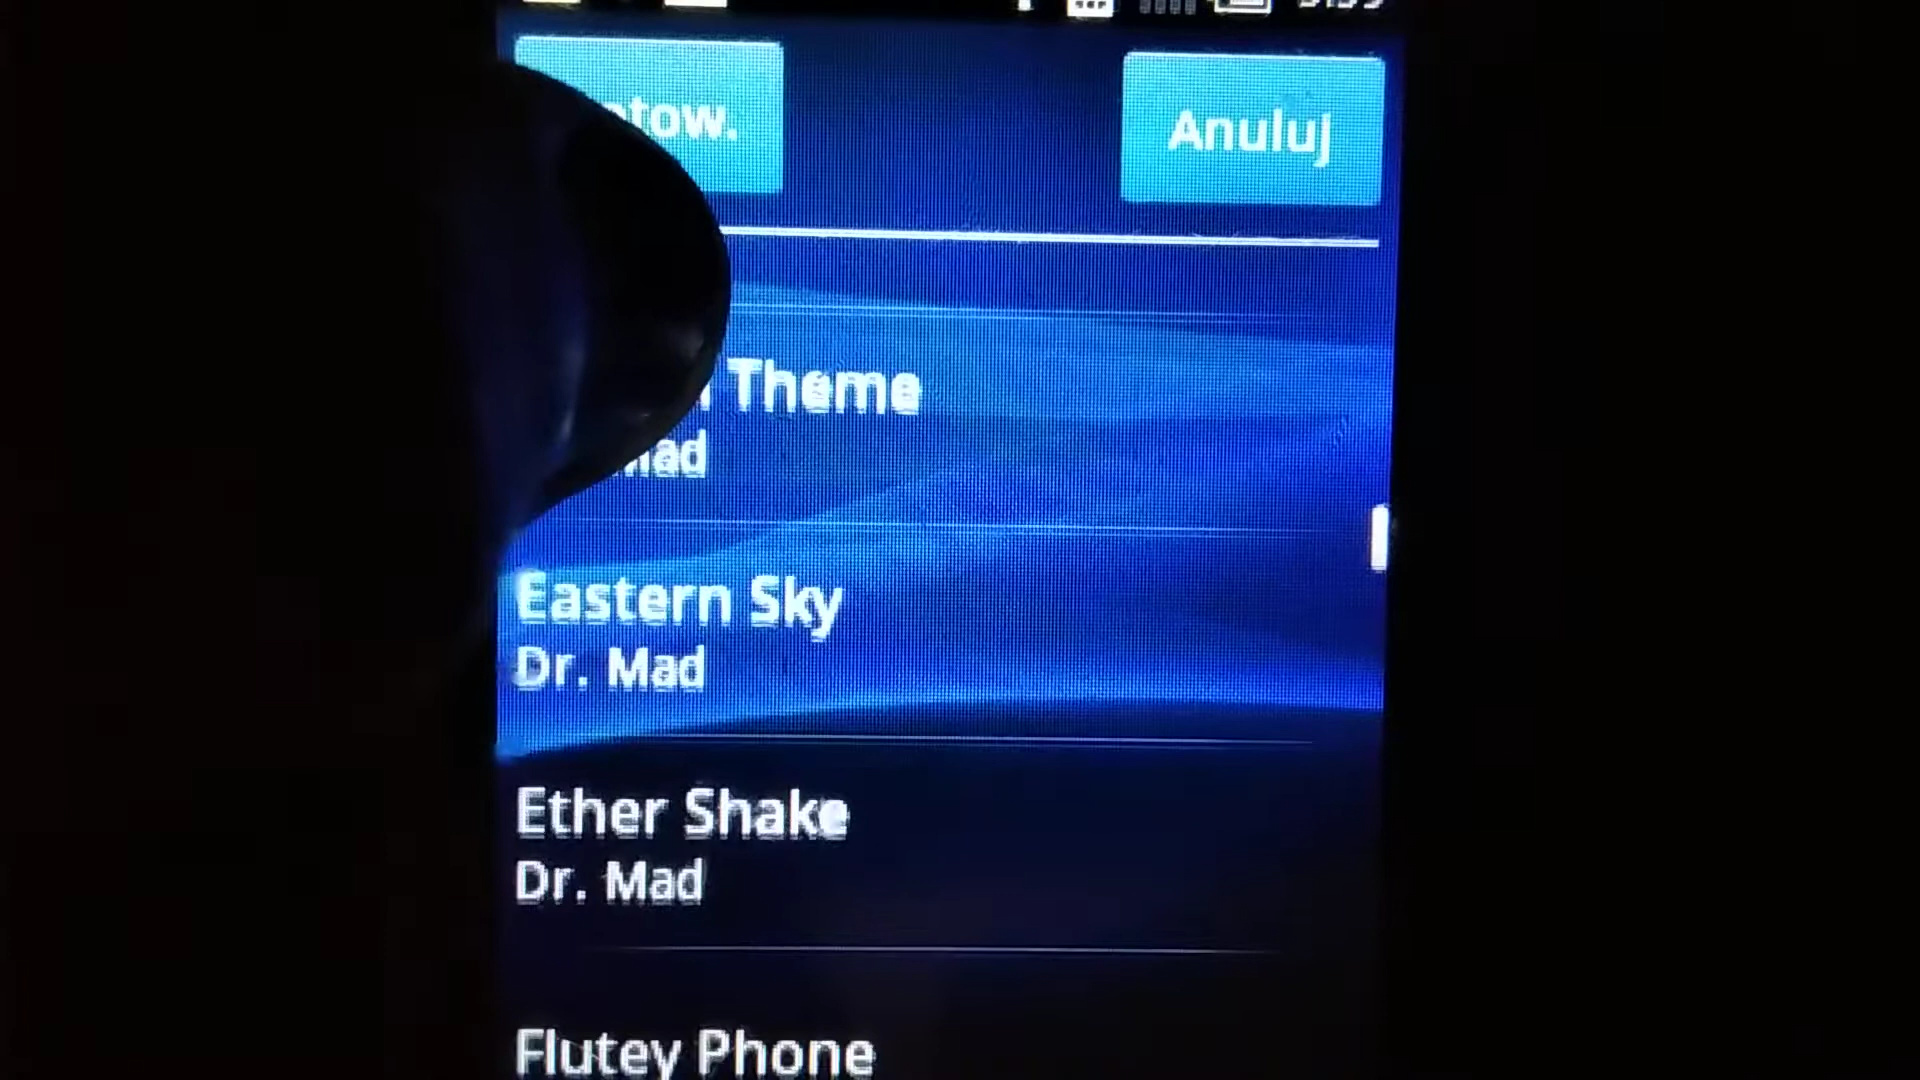 Anuluj
Theme
Eastern Sky
Dr. Mad
Ether Shake
Dr. Mad
Flutey Phone